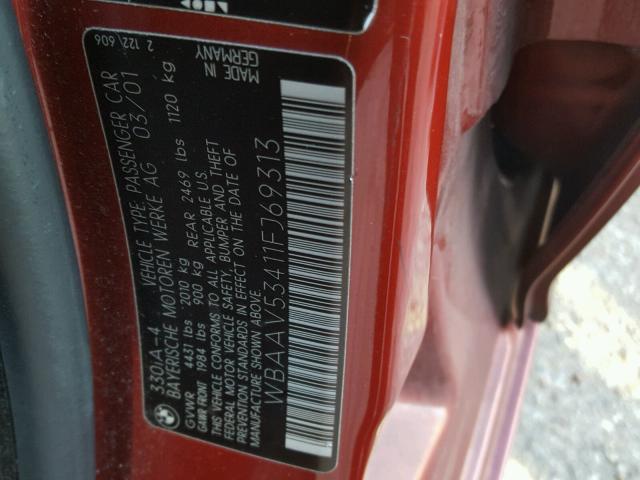 330iA-4 VEHICLE TYPE: PASSENGER CAR
BAYERISCHE MOTOREN WERKE AG 03/01
GVWR 4431 lbs 2010 kg
GAWR FRONT 1984 lbs 900 kg REAR 2469 lbs 1120 kg
THIS VEHICLE CONFORMS TO ALL APPLICABLE U.S.
FEDERAL MOTOR VEHICLE SAFETY, BUMPER AND THEFT
PREVENTION STANDARDS IN EFFECT ON THE DATE OF
MANUFACTURE SHOWN ABOVE:
WBAAV53411FJ69313
MADE IN
GERMANY
2 122 606